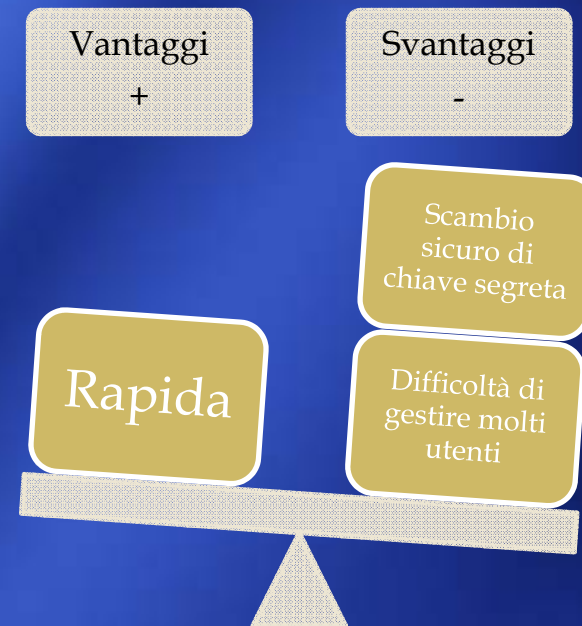 Vantaggi
+
Svantaggi
-
Scambio
sicuro di
chiave segreta
Rapida
Difficoltà di
gestire molti
utenti